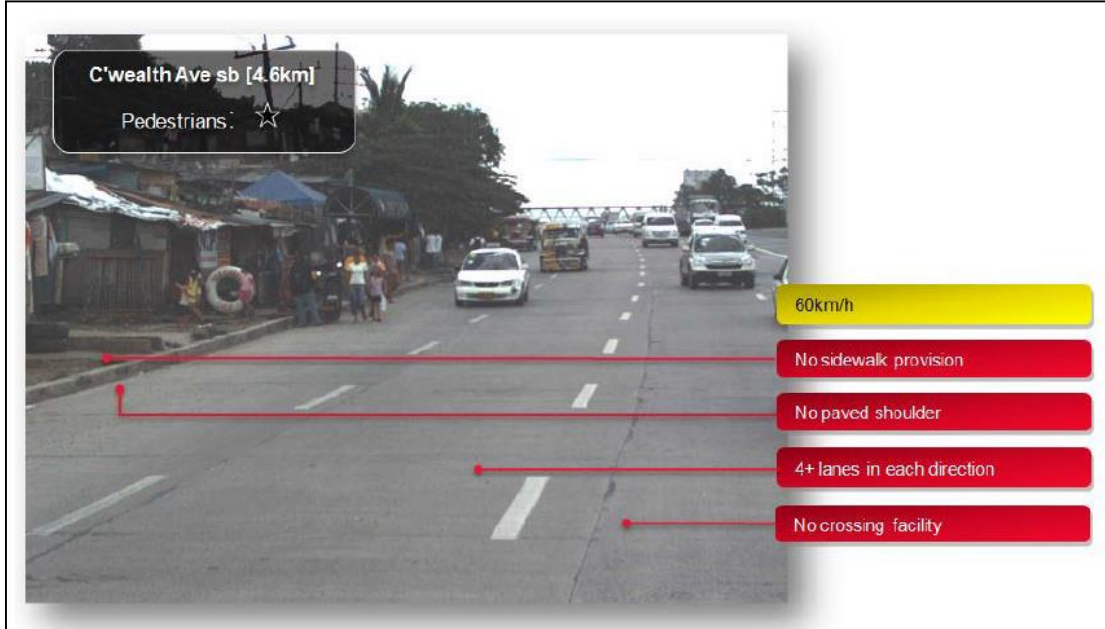 C'wealth Ave sb [4.6km]
Pedestrians: ☆
60km/h
No sidewalk provision
No paved shoulder
4+ lanes in each direction
No crossing facility